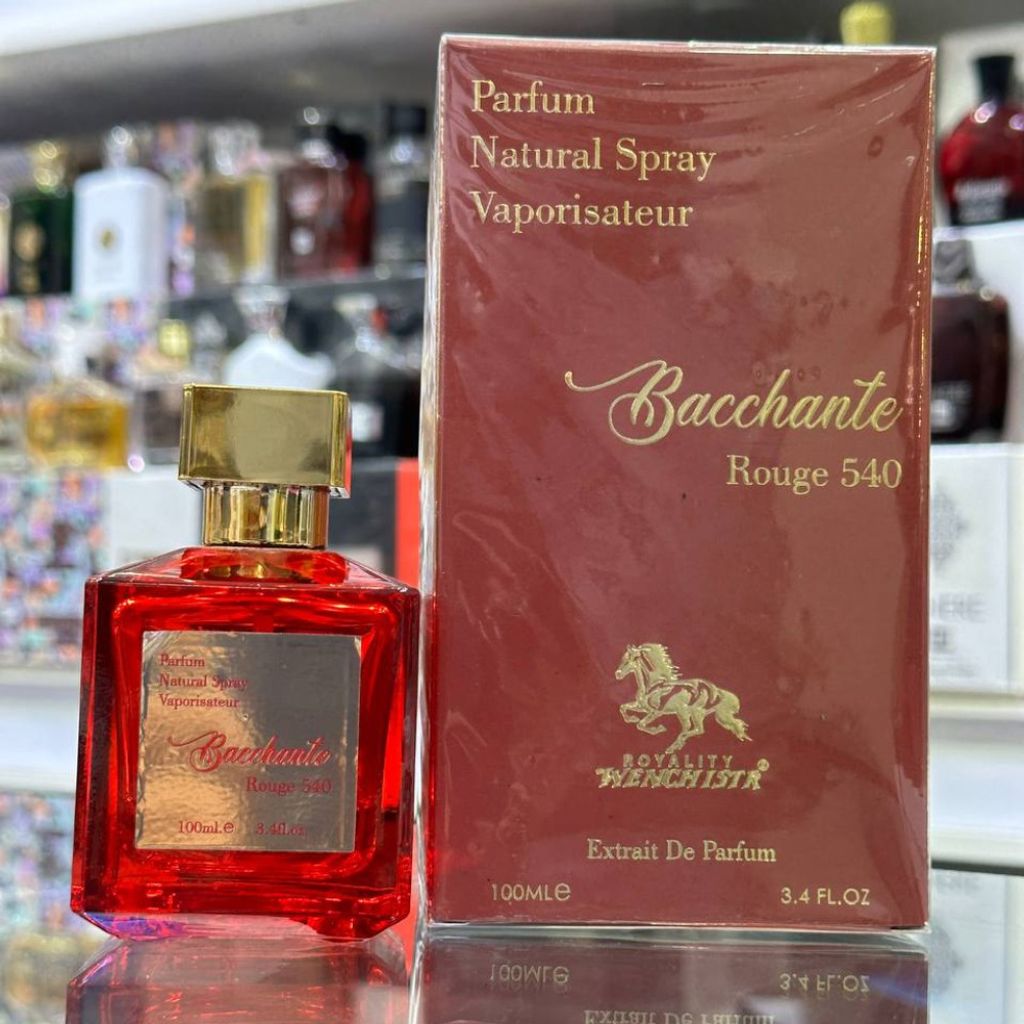 Parfum
Natural Spray
Vaporisateur
Bacchante
Rouge 540
ROYALITY
WENCHISTR
Extrait De Parfum
100MLe
3.4 FL.OZ
Parfum
Natural Spray
Vaporisateur
Bacchante
Rouge 540
100ml.e 3.4fl.oz